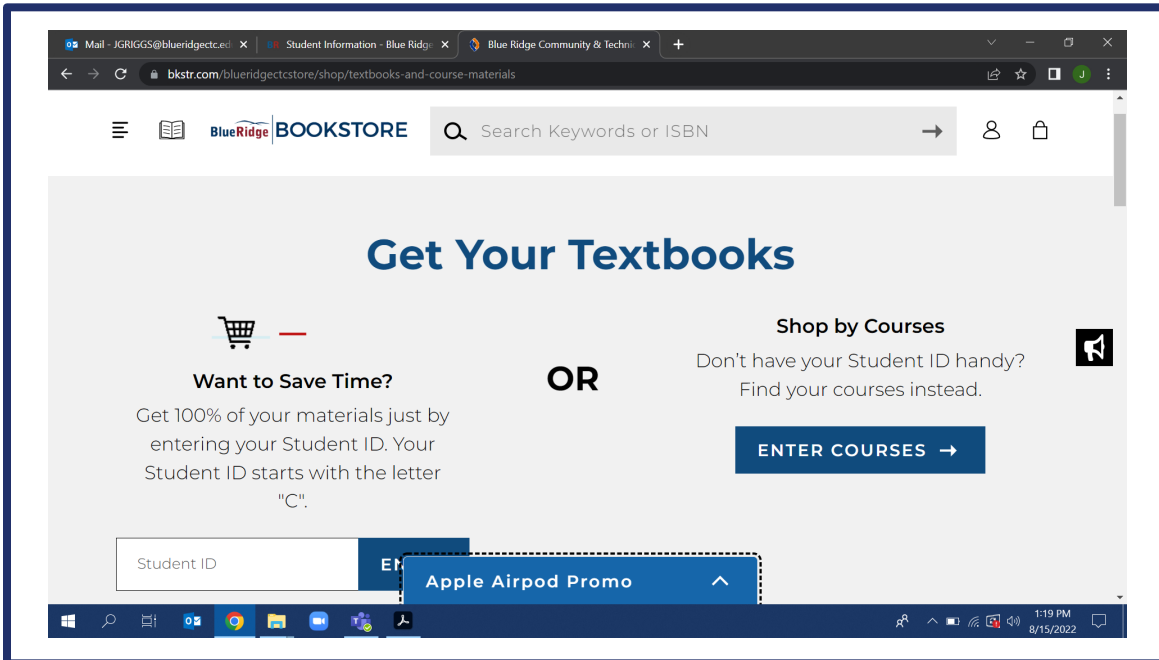 Mail - JGRIGGS@blueridgectc.ed
Student Information - Blue Ridge
Blue Ridge Community & Technic
bkstr.com/blueridgectcstore/shop/textbooks-and-course-materials
J
BlueRidge BOOKSTORE
Search Keywords or ISBN
Get Your Textbooks
Want to Save Time?
Get 100% of your materials just by
entering your Student ID. Your
Student ID starts with the letter
"C".
Student ID
OR
Shop by Courses
Don't have your Student ID handy?
Find your courses instead.
ENTER COURSES →
Apple Airpod Promo
1:19 PM
8/15/2022